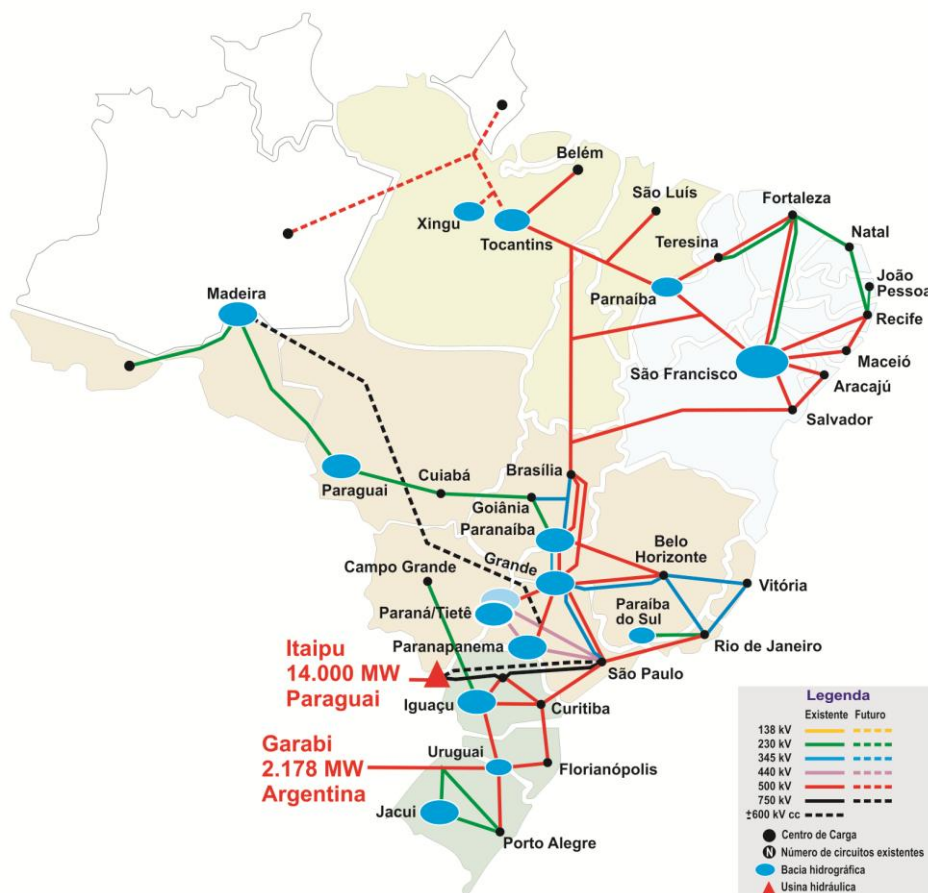 Belém
São Luís
Fortaleza
Xingu
Tocantins
Teresina
Natal
João
Pessoa
Madeira
Parnaíba
Recife
São Francisco
Maceió
Aracajú
Salvador
Brasília
Cuiabá
Paraguai
Goiânia
Paranaíba
Belo
Horizonte
Grande
Campo Grande
Vitória
Paraíba
do Sul
Paraná/Tietê
Rio de Janeiro
Paranapanema
Itaipu
14.000 MW
Paraguai
São Paulo
Iguaçu
Curitiba
Garabi
2.178 MW
Argentina
Uruguai
Florianópolis
Jacui
Porto Alegre
Legenda
Existente Futuro
138 kV
230 kV
345 kV
440 kV
500 kV
750 kV
±600 kV cc
Centro de Carga
N Número de circuitos existentes
Bacia hidrográfica
Usina hidráulica